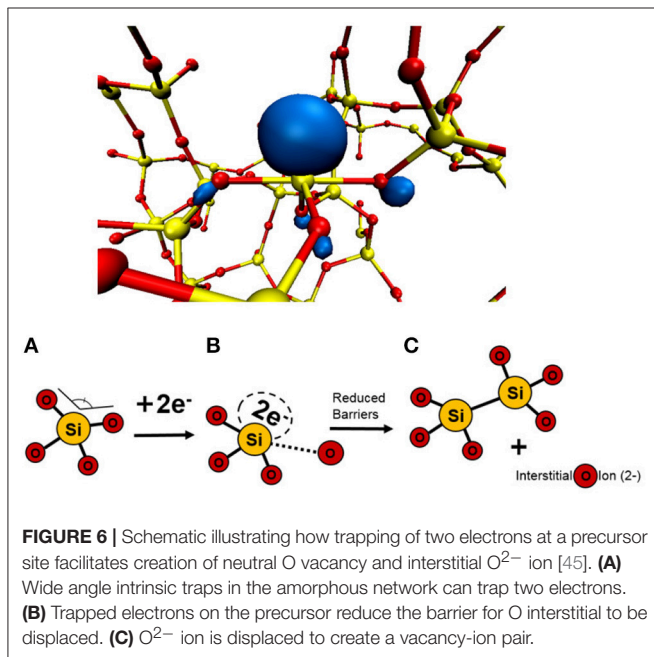 A
B
C
O
O
O
O
Si
+2e-
2e-
Si
O
O
O
O
Reduced
Barriers
O
O
O
O
O
O
Si
Si
+
Interstitial O Ion (2-)
FIGURE 6 | Schematic illustrating how trapping of two electrons at a precursor
site facilitates creation of neutral O vacancy and interstitial O²⁻ ion [45]. (A)
Wide angle intrinsic traps in the amorphous network can trap two electrons.
(B) Trapped electrons on the precursor reduce the barrier for O interstitial to be
displaced. (C) O²⁻ ion is displaced to create a vacancy-ion pair.